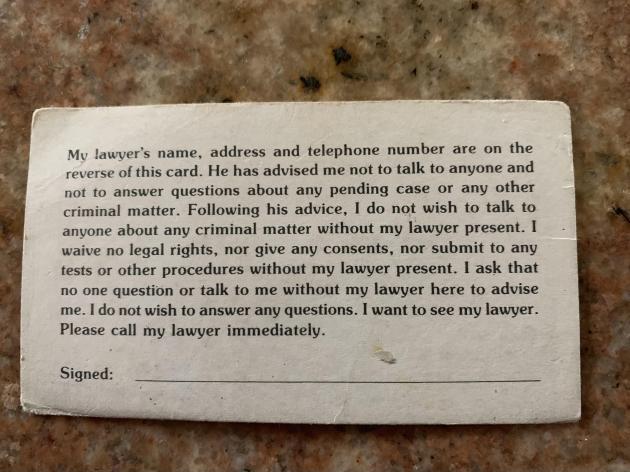 My lawyer's name, address and telephone number are on the
reverse of this card. He has advised me not to talk to anyone and
not to answer questions about any pending case or any other
criminal matter. Following his advice, I do not wish to talk to
anyone about any criminal matter without my lawyer present. I
waive no legal rights, nor give any consents, nor submit to any
tests or other procedures without my lawyer present. I ask that
no one question or talk to me without my lawyer here to advise
me. I do not wish to answer any questions. I want to see my lawyer.
Please call my lawyer immediately.
Signed: